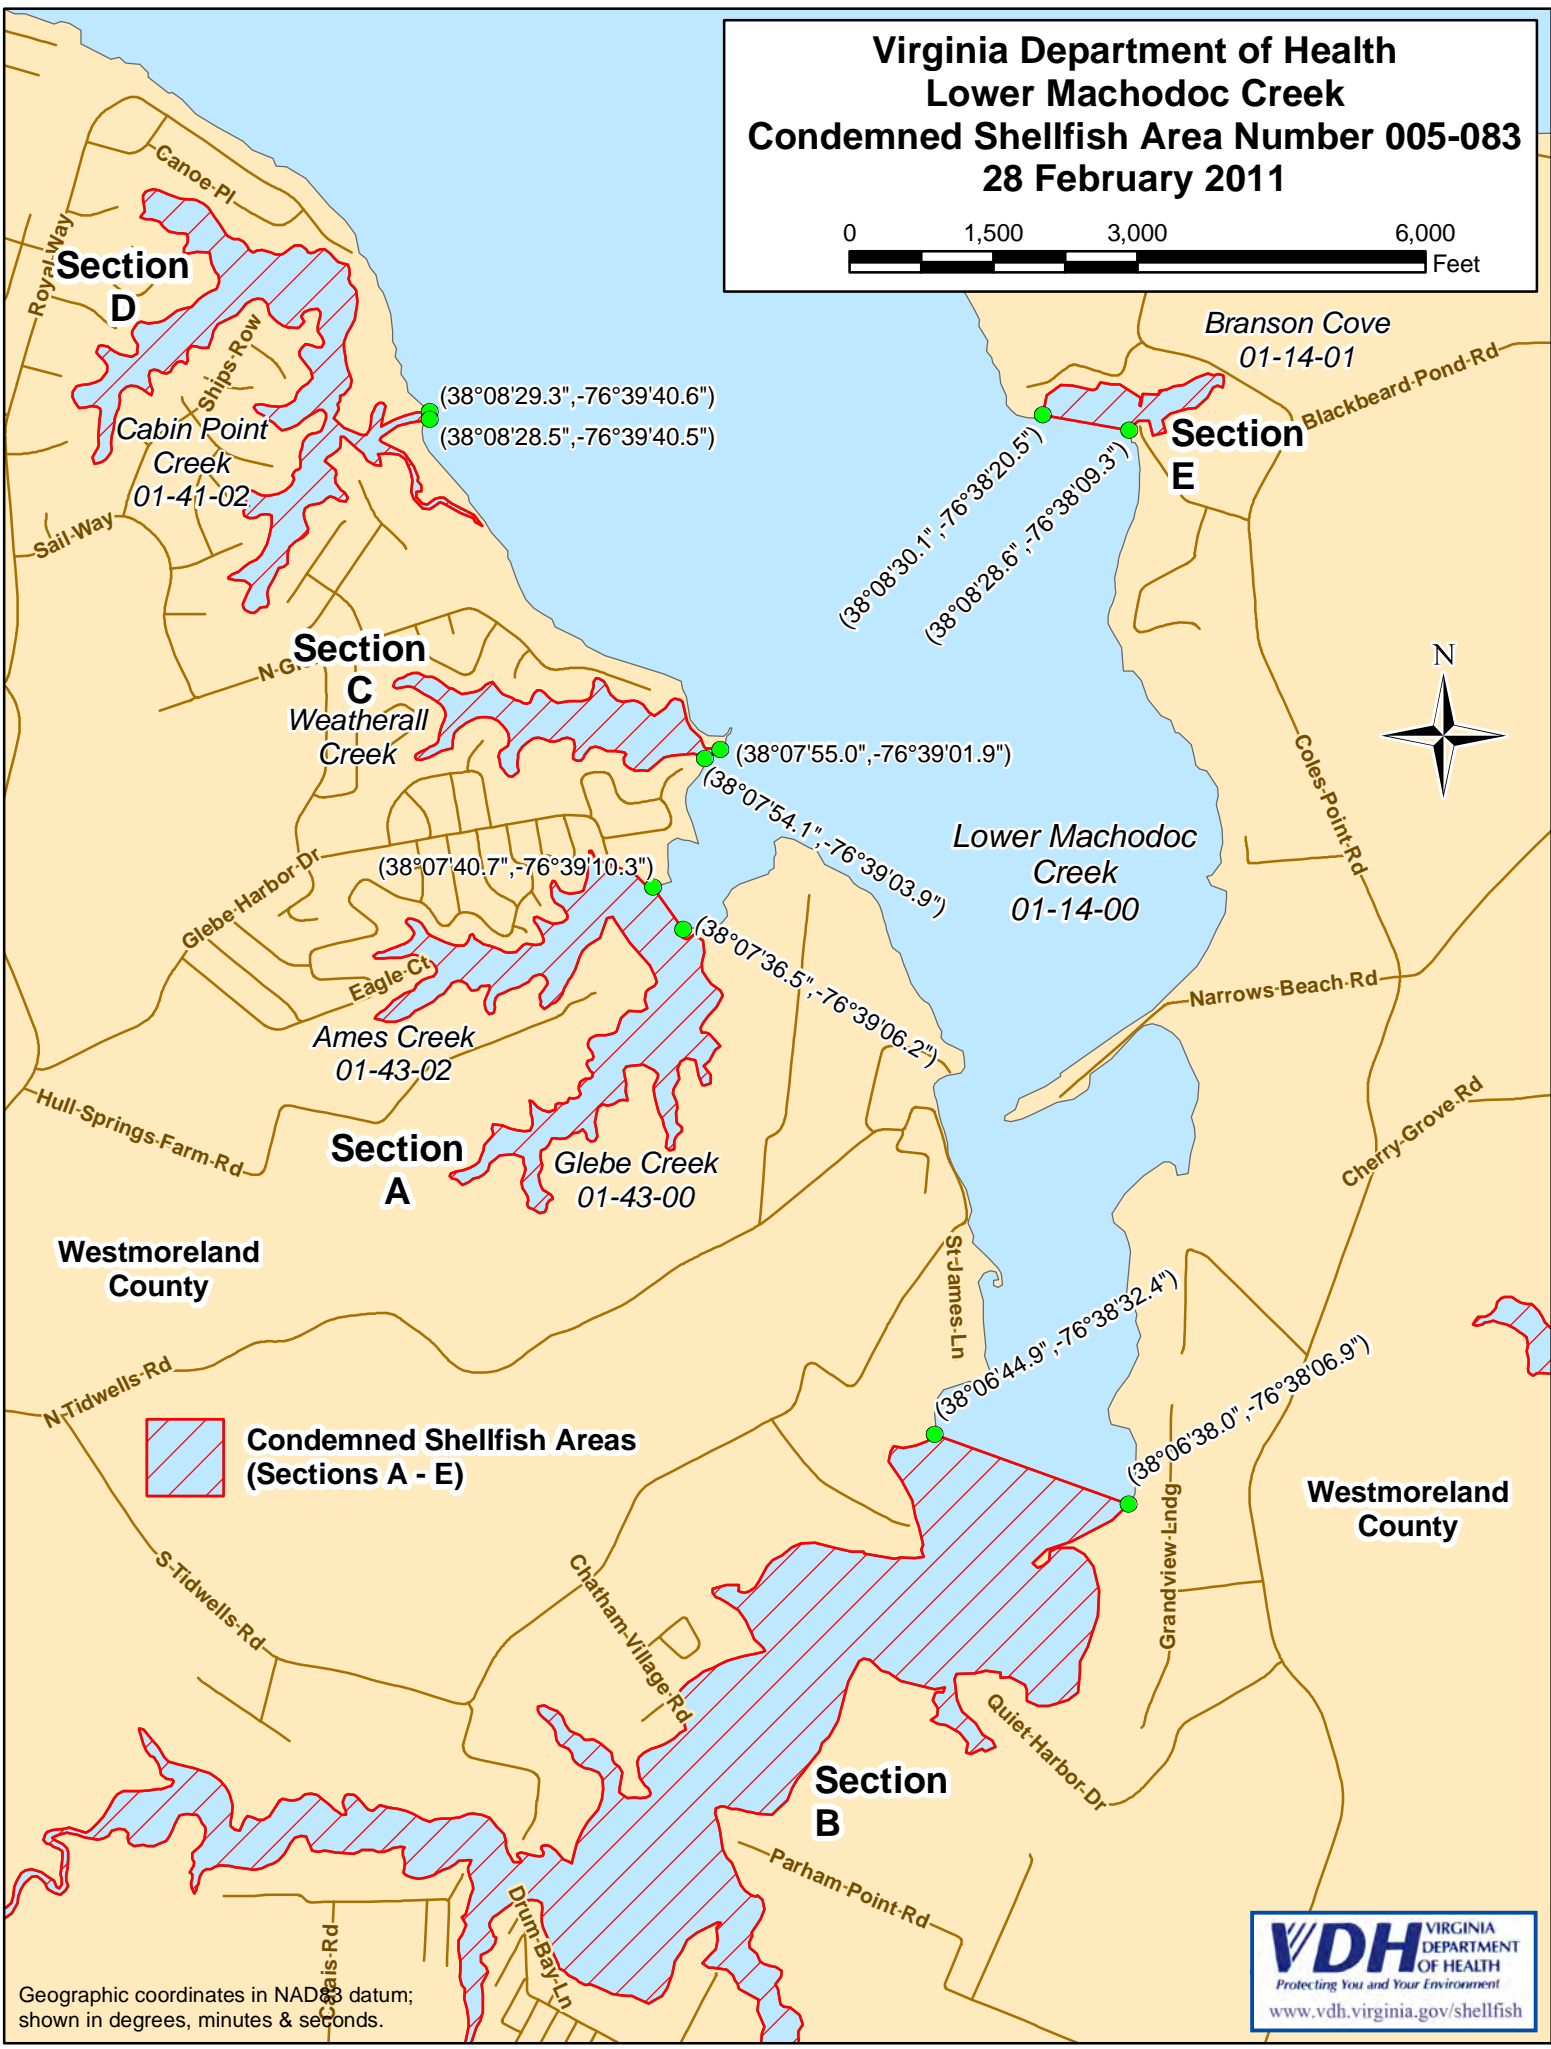 Virginia Department of Health
Lower Machodoc Creek
Condemned Shellfish Area Number 005-083
28 February 2011
0 1,500 3,000 6,000
Feet
Canoe Pl
Royal Way
Section
D
Ships Row
Cabin Point
Creek
01-41-02
Sail Way
(38°08'29.3",-76°39'40.6")
(38°08'28.5",-76°39'40.5")
Branson Cove
01-14-01
Blackbeard Pond Rd
Section
E
(38°08'30.1",-76°38'20.5")
(38°08'28.6",-76°38'09.3")
N
Section
C
N Gl
Weatherall
Creek
(38°07'55.0",-76°39'01.9")
(38°07'54.1",-76°39'03.9")
Coles Point Rd
Lower Machodoc
Creek
01-14-00
Glebe Harbor Dr
(38°07'40.7",-76°39'10.3")
(38°07'36.5",-76°39'06.2")
Eagle Ct
Narrows Beach Rd
Ames Creek
01-43-02
Hull Springs Farm Rd
Cherry Grove Rd
Section
A
Glebe Creek
01-43-00
Westmoreland
County
St James Ln
(38°06'44.9",-76°38'32.4")
(38°06'38.0",-76°38'06.9")
N Tidwells Rd
Condemned Shellfish Areas
(Sections A - E)
Westmoreland
County
Grandview Lndg
S Tidwells Rd
Chatham Village Rd
Quiet Harbor Dr
Section
B
Parham Point Rd
Drum Bay Ln
Calais Rd
Geographic coordinates in NAD83 datum;
shown in degrees, minutes & seconds.
VDH
VIRGINIA
DEPARTMENT
OF HEALTH
Protecting You and Your Environment
www.vdh.virginia.gov/shellfish